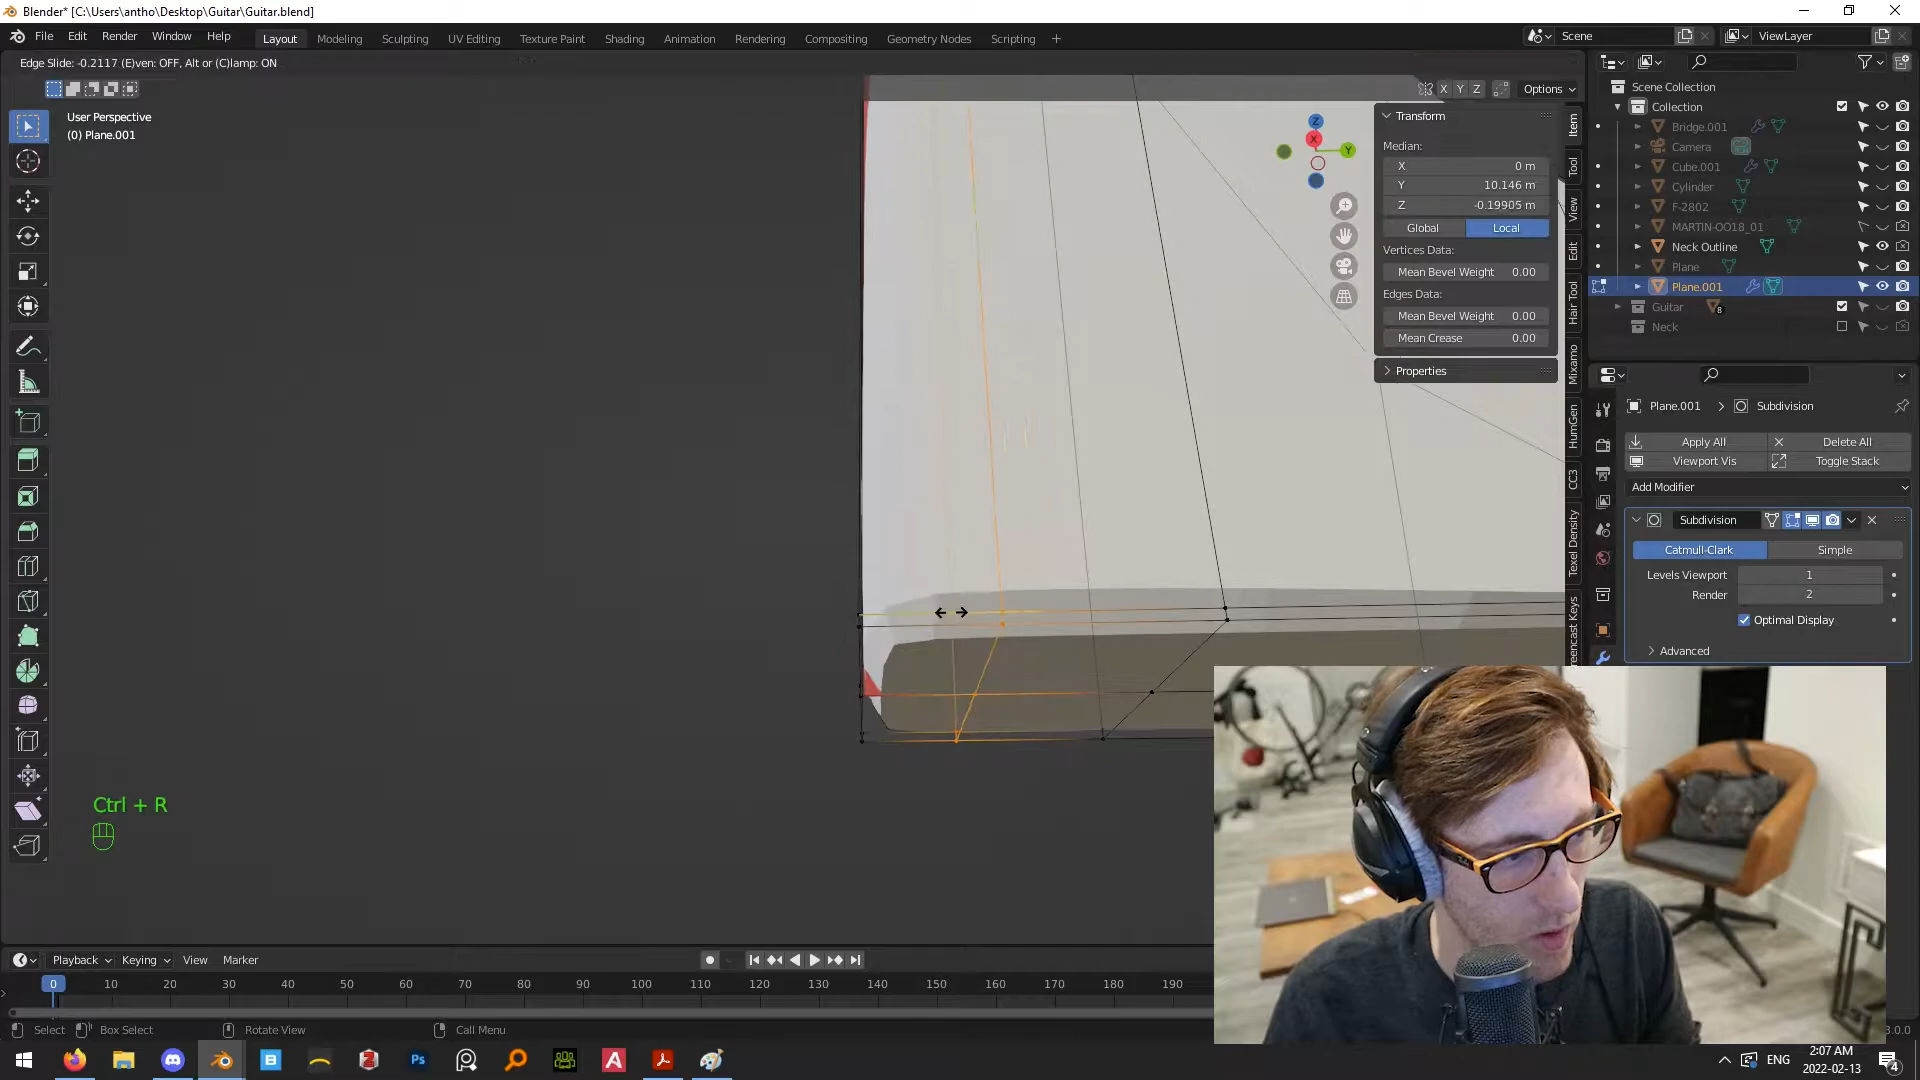 Blender* [C:\Users\antho\Desktop\Guitar\Guitar.blend]
File Edit Render Window Help Layout Modeling Sculpting UV Editing Texture Paint Shading Animation Rendering Compositing Geometry Nodes Scripting + Scene ViewLayer
Edge Slide: -0.2117 (E)ven: OFF, Alt or (C)lamp: ON
X Y Z Options
User Perspective
(0) Plane.001
Z
X
Y
Transform
Median:
X 0 m
Y 10.146 m
Z -0.19905 m
Global Local
Vertices Data:
Mean Bevel Weight 0.00
Edges Data:
Mean Bevel Weight 0.00
Mean Crease 0.00
Properties
Item
Tool
View
Edit
Hair Tool
Mixamo
HumGen
CC3
Texel Density
reencast Keys
Scene Collection
Collection
Bridge.001
Camera
Cube.001
Cylinder
F-2802
MARTIN-OO18_01
Neck Outline
Plane
Plane.001
Guitar 8
Neck
Plane.001 > Subdivision
Apply All Delete All
Viewport Vis Toggle Stack
Add Modifier
Subdivision
Catmull-Clark Simple
Levels Viewport 1
Render 2
Optimal Display
Advanced
Ctrl + R
Playback Keying View Marker
0 10 20 30 40 50 60 70 80 90 100 110 120 130 140 150 160 170 180 190
Select Box Select Rotate View Call Menu
3.0.0
Ps
A
ENG
2:07 AM
2022-02-13
4